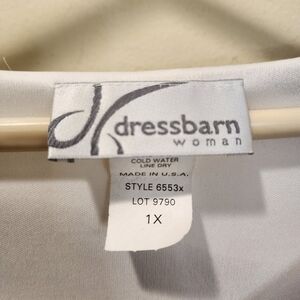 dressbarn
woman
COLD WATER
LINE DRY
MADE IN U.S.A.
STYLE 6553x
LOT 9790
1X